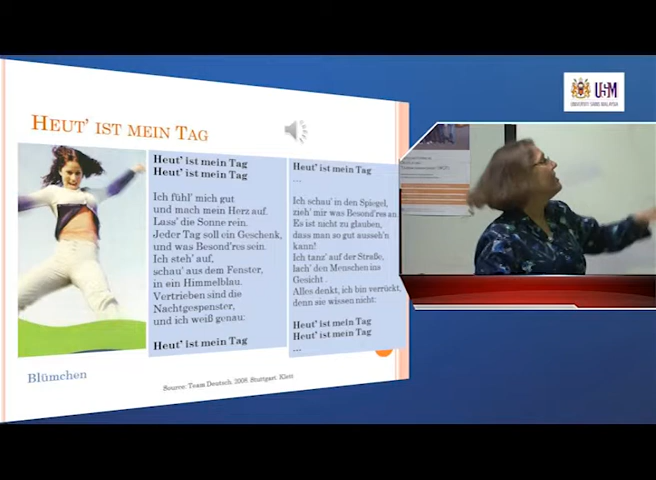 HEUT' IST MEIN TAG
Heut' ist mein Tag
Heut' ist mein Tag
Ich fühl' mich gut
und mach mein Herz auf.
Lass' die Sonne rein.
Jeder Tag soll ein Geschenk,
und was Besond'res sein.
Ich steh' auf,
schau' aus dem Fenster,
in ein Himmelblau.
Vertrieben sind die
Nachtgespenster,
und ich weiß genau:
Heut' ist mein Tag
Heut' ist mein Tag
...
Ich schau' in den Spiegel,
zieh' mir was Besond'res an
Es ist nicht zu glauben,
dass man so gutausseh'n
kann!
Ich tanz' auf der Straße,
lach' den Menschen ins
Gesicht .
Alles denkt, ich bin verrückt,
denn sie wissen nicht:
Heut' ist mein Tag
Heut' ist mein Tag
...
Blümchen
Source: Team Deutsch, 2008. Stuttgart. Klett
USM
UNIVERSITI SAINS MALAYSIA